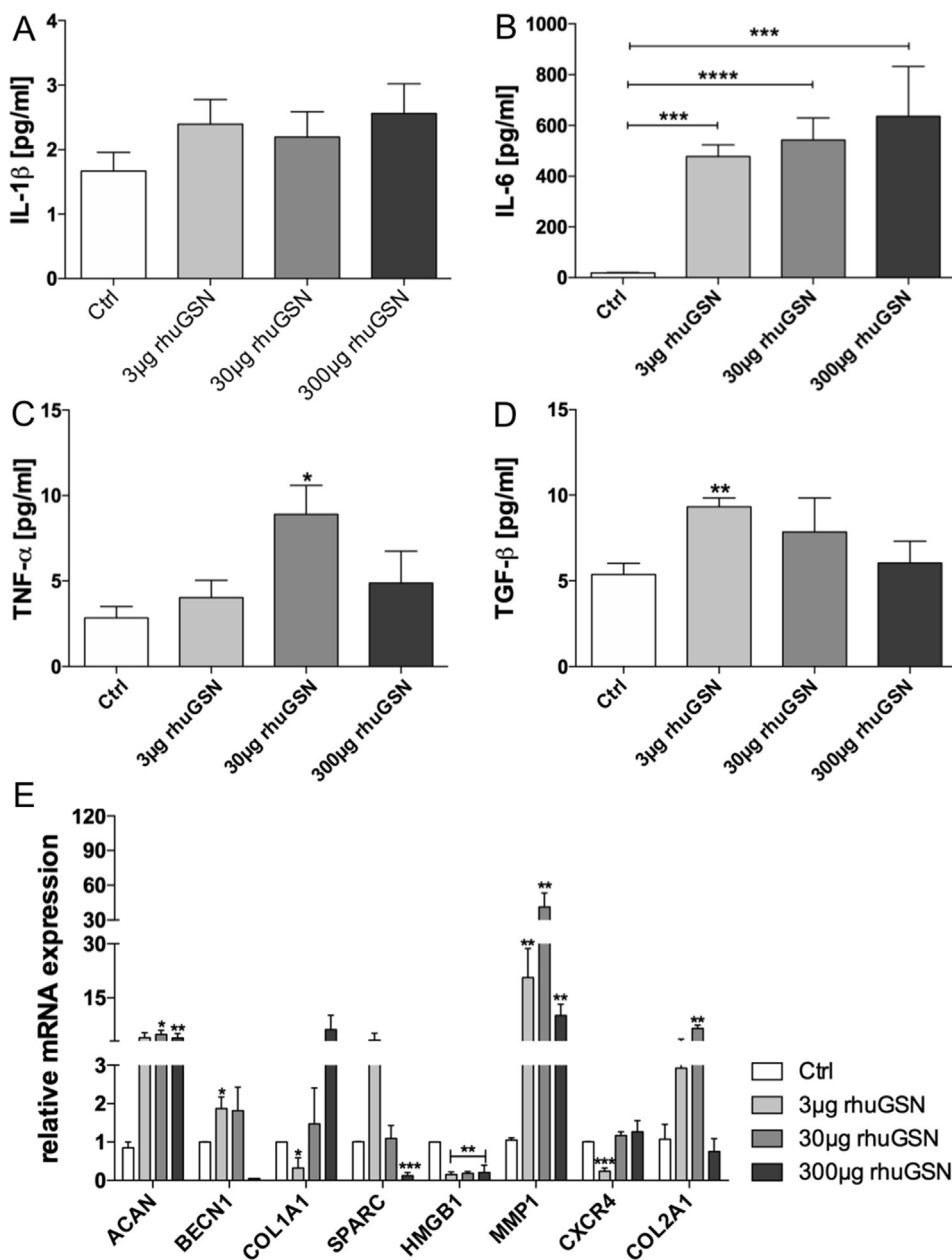 A
IL-1β [pg/ml]
4
3
2
1
0
Ctrl
3µg rhuGSN
30µg rhuGSN
300µg rhuGSN
B
IL-6 [pg/ml]
1000
800
600
400
200
0
***
****
***
Ctrl
3µg rhuGSN
30µg rhuGSN
300µg rhuGSN
C
TNF-α [pg/ml]
15
10
5
0
*
Ctrl
3µg rhuGSN
30µg rhuGSN
300µg rhuGSN
D
TGF-β [pg/ml]
15
10
5
0
**
Ctrl
3µg rhuGSN
30µg rhuGSN
300µg rhuGSN
E
relative mRNA expression
120
90
60
30
30
15
3
2
1
0
* **
*
*
***
**
** ** **
***
**
ACAN
BECN1
COL1A1
SPARC
HMGB1
MMP1
CXCR4
COL2A1
Ctrl
3µg rhuGSN
30µg rhuGSN
300µg rhuGSN